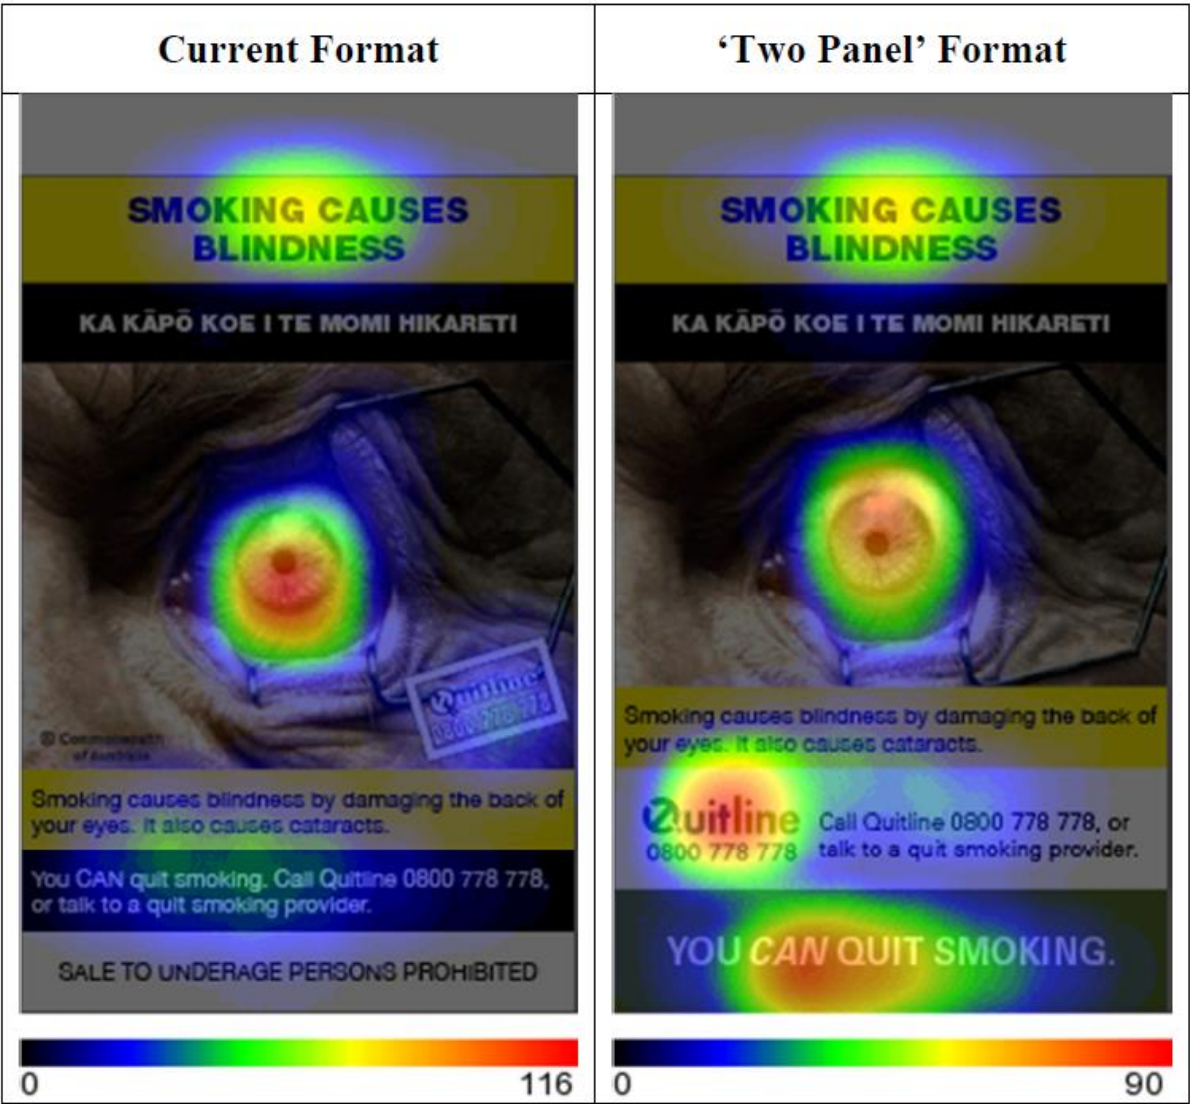 Current Format
‘Two Panel’ Format
SMOKING CAUSES
BLINDNESS
KA KĀPŌ KOE I TE MOMI HIKARETI
Quitline
0800 778 778
© Commonwealth
of Australia
Smoking causes blindness by damaging the back of
your eyes. It also causes cataracts.
You CAN quit smoking. Call Quitline 0800 778 778,
or talk to a quit smoking provider.
SALE TO UNDERAGE PERSONS PROHIBITED
0
116
SMOKING CAUSES
BLINDNESS
KA KĀPŌ KOE I TE MOMI HIKARETI
Smoking causes blindness by damaging the back of
your eyes. It also causes cataracts.
Quitline
0800 778 778
Call Quitline 0800 778 778, or
talk to a quit smoking provider.
YOU CAN QUIT SMOKING.
0
90